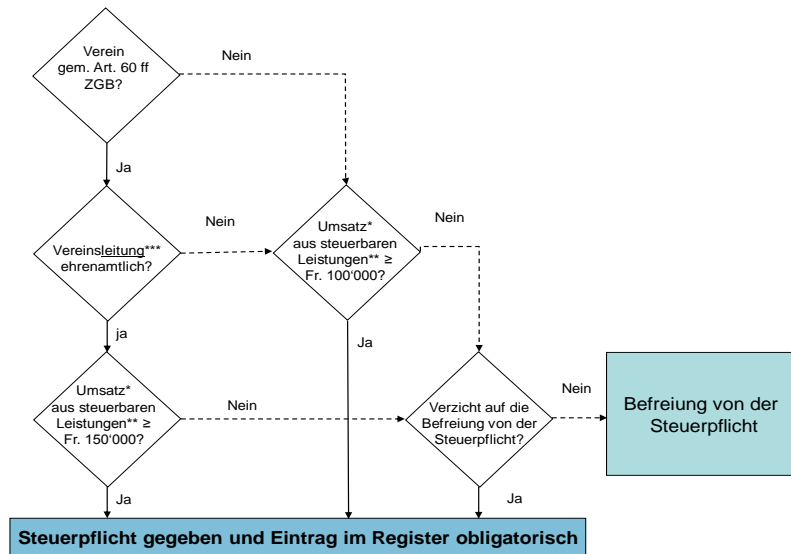 Verein
gem. Art. 60 ff
ZGB?
Nein
Ja
Vereinsleitung***
ehrenamtlich?
Nein
Umsatz*
aus steuerbaren
Leistungen** ≥
Fr. 100‘000?
Nein
ja
Ja
Umsatz*
aus steuerbaren
Leistungen** ≥
Fr. 150‘000?
Nein
Verzicht auf die
Befreiung von der
Steuerpflicht?
Nein
Befreiung von der
Steuerpflicht
Ja
Ja
Steuerpflicht gegeben und Eintrag im Register obligatorisch